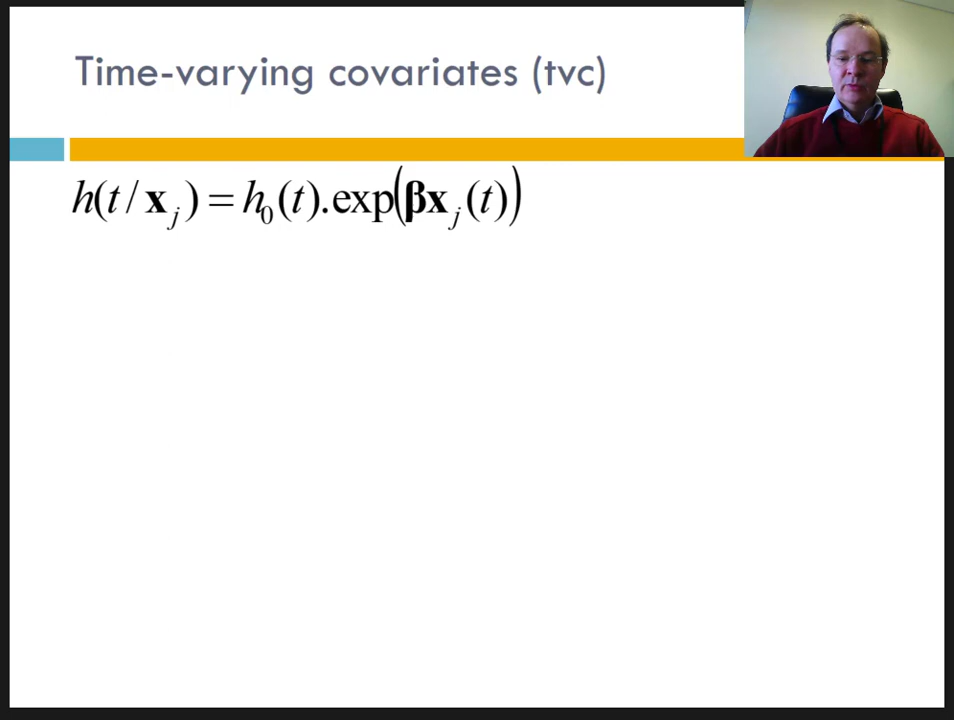 Time-varying covariates (tvc)
h(t / 𝐱ⱼ) = h₀(t).exp(𝛃𝐱ⱼ(t))